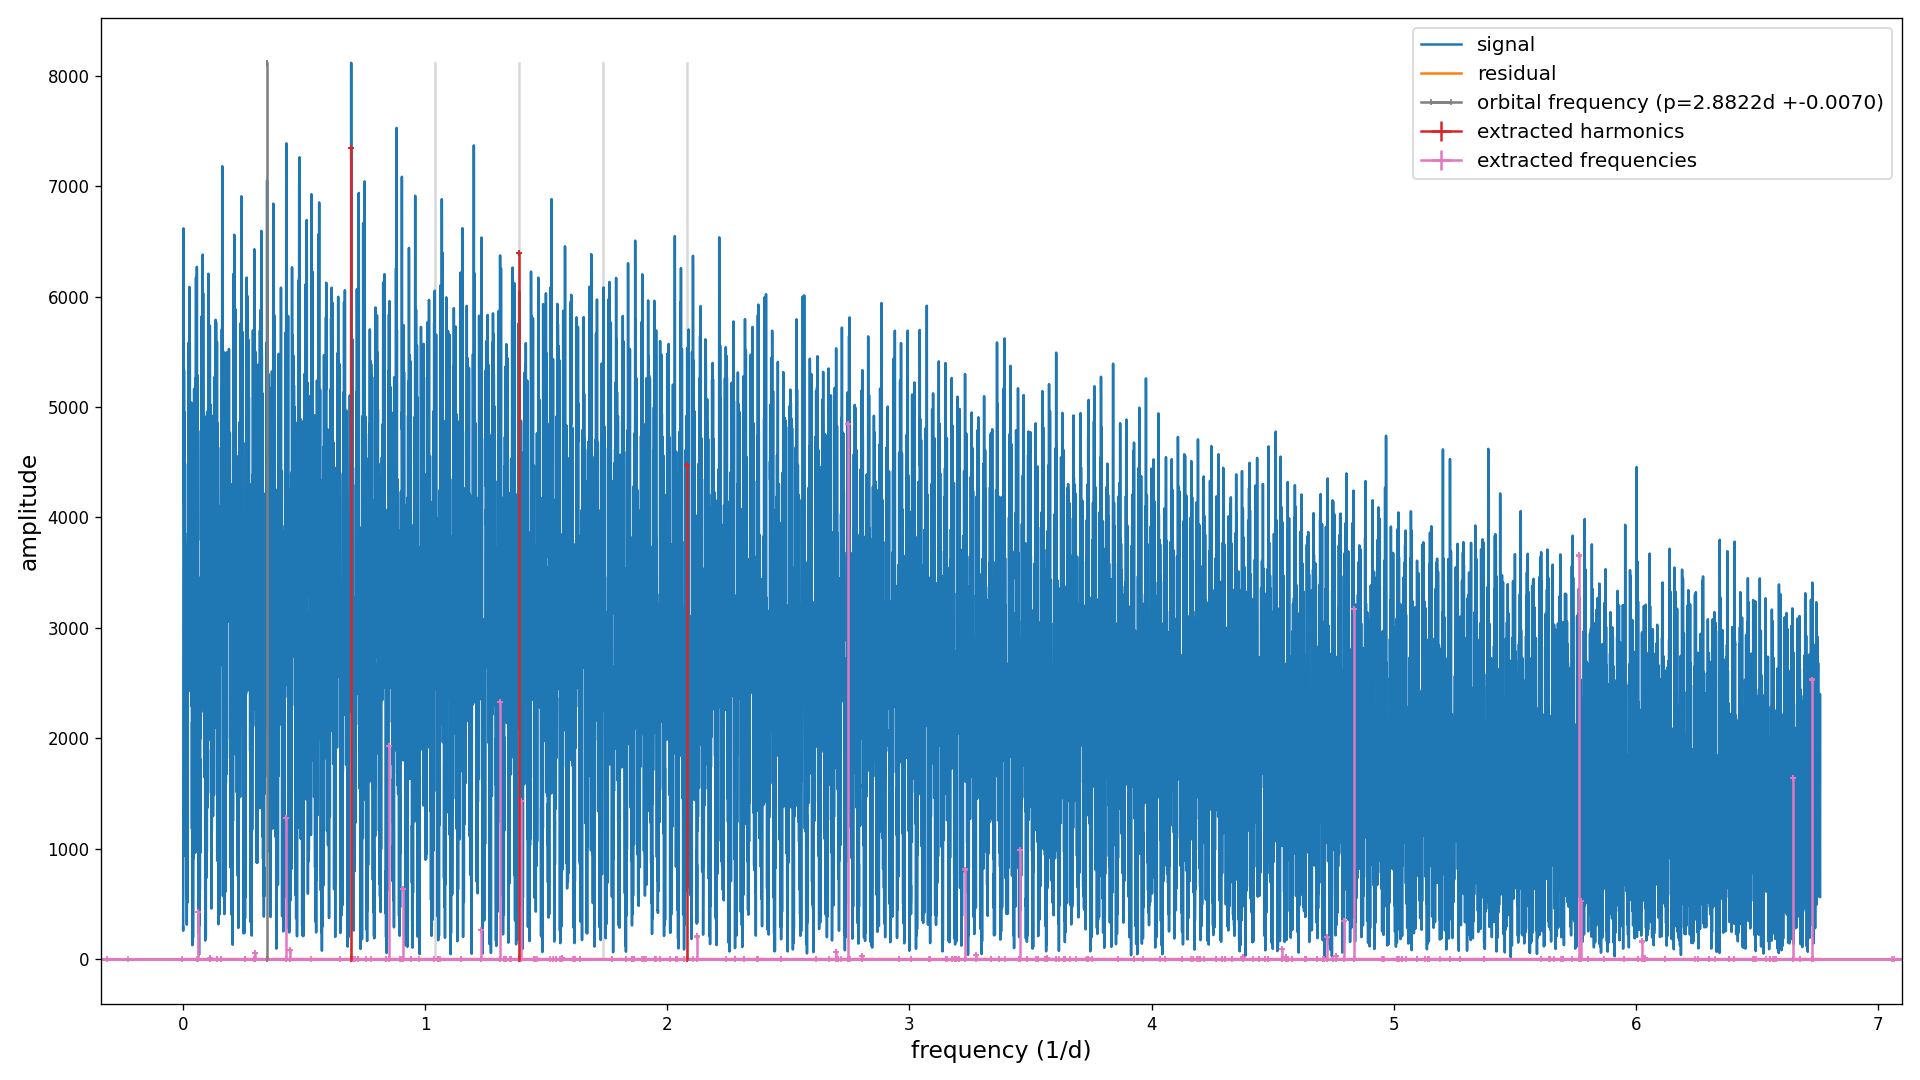 signal
residual
orbital frequency (p=2.8822d +-0.0070)
extracted harmonics
extracted frequencies
8000
7000
6000
5000
4000
3000
2000
1000
0
amplitude
0 1 2 3 4 5 6 7
frequency (1/d)